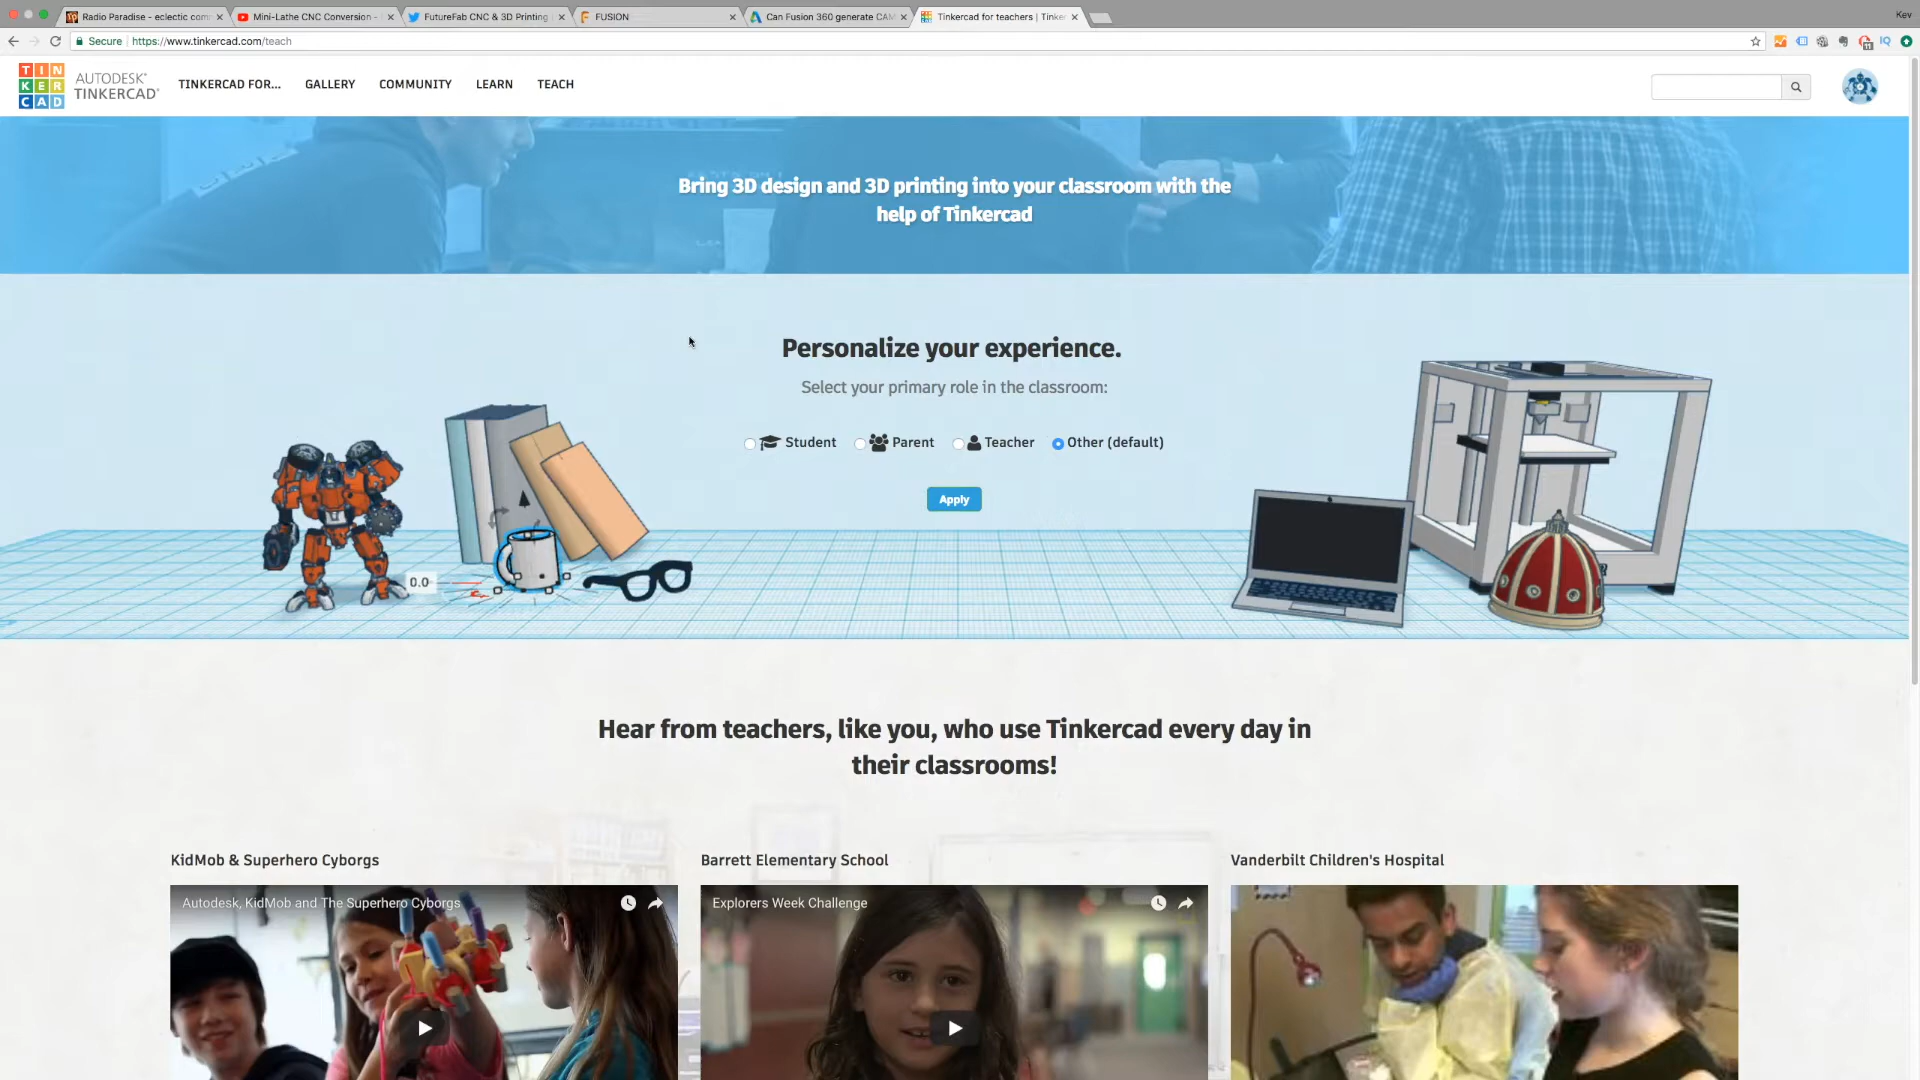 Radio Paradise - eclectic com
Mini-Lathe CNC Conversion -
FutureFab CNC & 3D Printing
FUSION
Can Fusion 360 generate CAM
Tinkercad for teachers | Tinker
Kev
Secure
https://www.tinkercad.com/teach
TIN
KER
CAD
AUTODESK®
TINKERCAD
TINKERCAD FOR...
GALLERY
COMMUNITY
LEARN
TEACH
Bring 3D design and 3D printing into your classroom with the
help of Tinkercad
Personalize your experience.
Select your primary role in the classroom:
Student
Parent
Teacher
Other (default)
Apply
0.0
Hear from teachers, like you, who use Tinkercad every day in
their classrooms!
KidMob & Superhero Cyborgs
Barrett Elementary School
Vanderbilt Children's Hospital
Autodesk, KidMob and The Superhero Cyborgs
Explorers Week Challenge